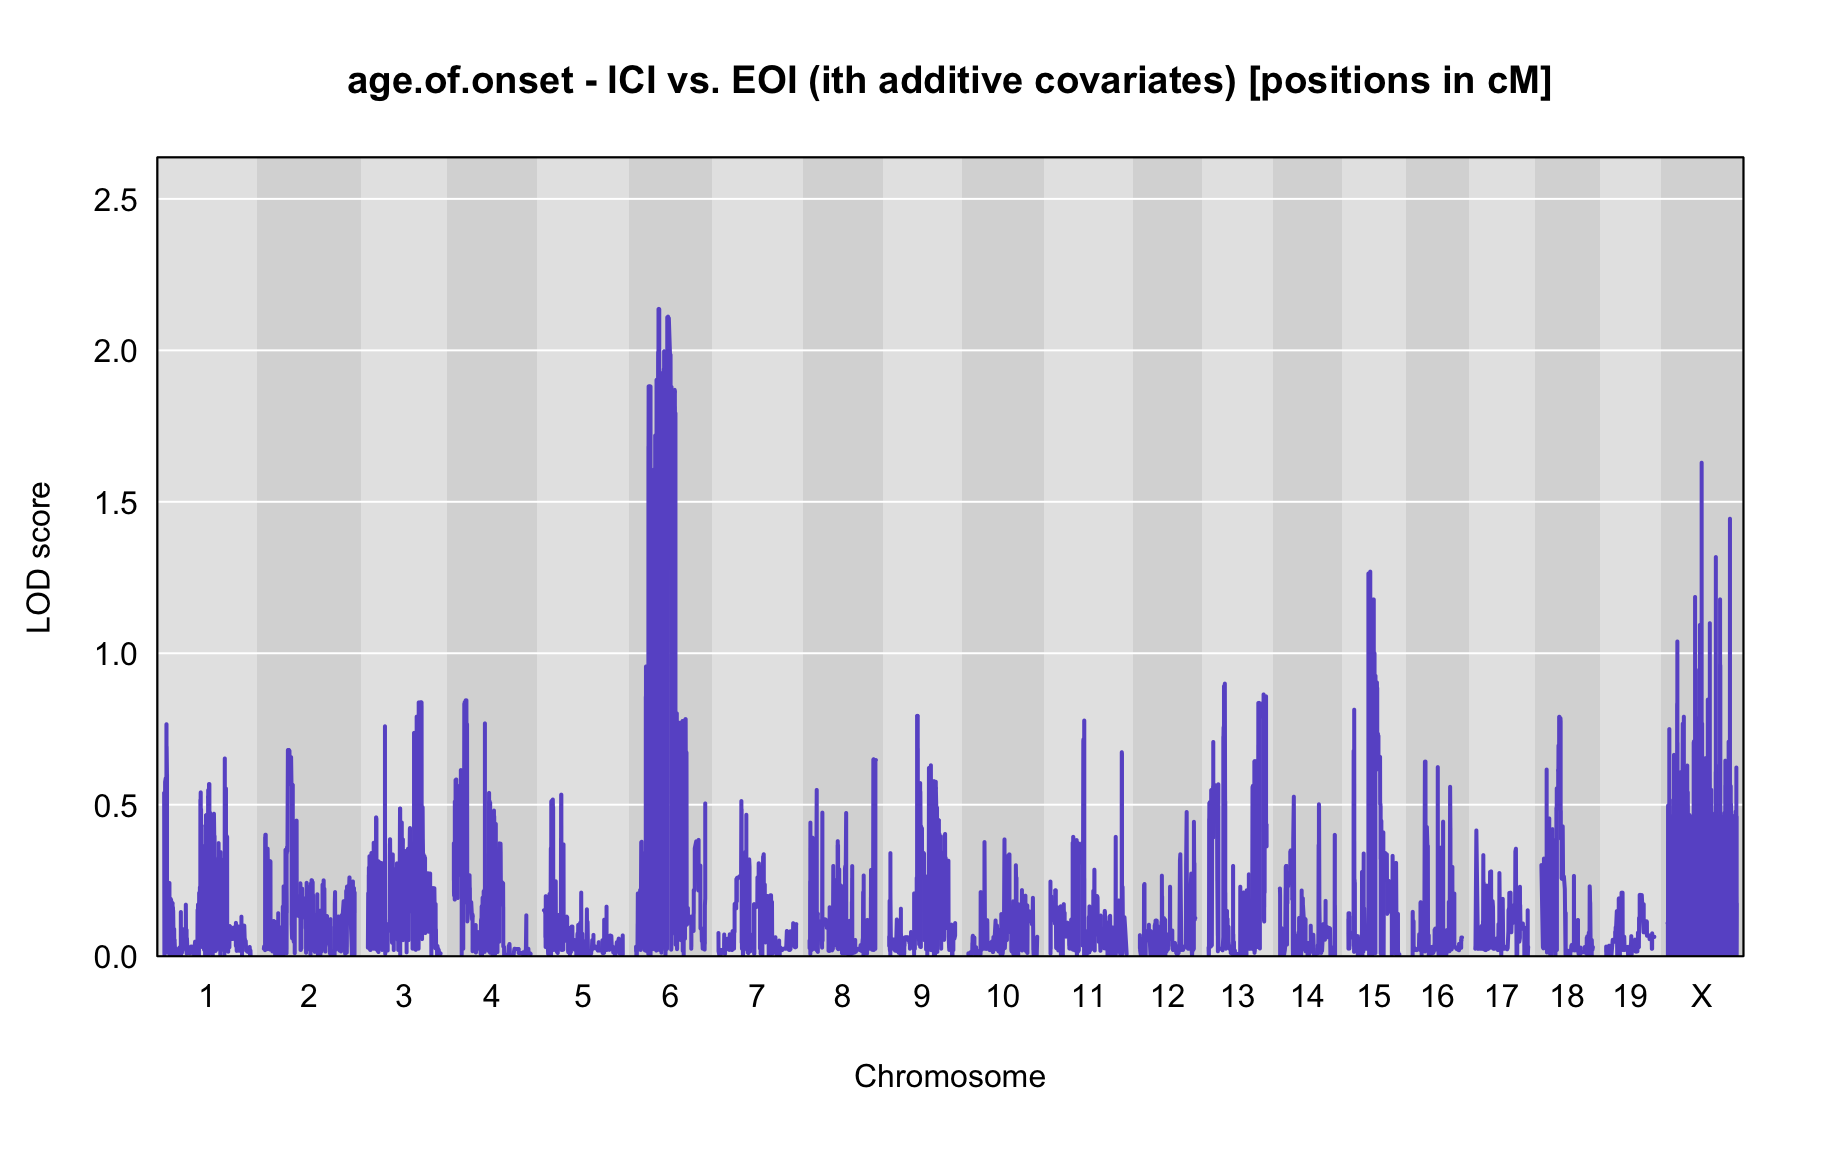 age.of.onset - ICI vs. EOI (ith additive covariates) [positions in cM]
2.5
2.0
1.5
1.0
0.5
0.0
LOD score
1 2 3 4 5 6 7 8 9 10 11 12 13 14 15 16 17 18 19 X
Chromosome